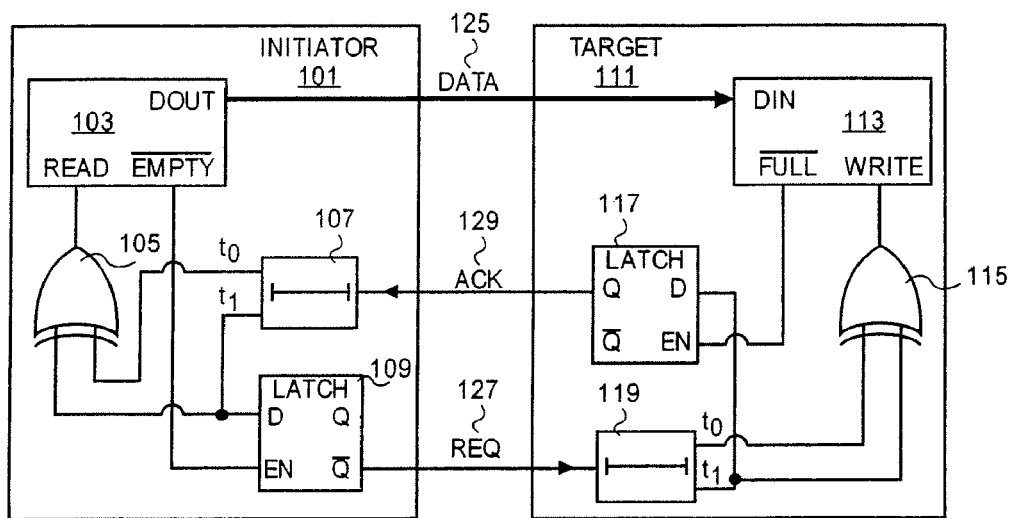 125
INITIATOR
101
DATA
TARGET
111
DOUT
103
READ EMPTY
DIN
113
FULL WRITE
105
t0
107
t1
129
ACK
117
LATCH
Q D
Q EN
115
LATCH
109
D Q
EN Q
127
REQ
119
t0
t1